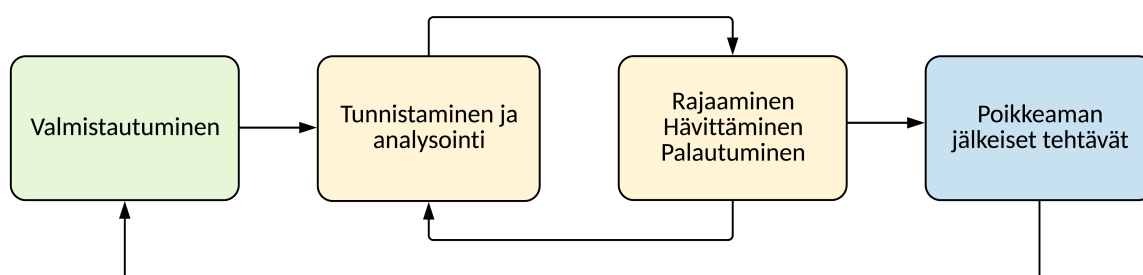 Valmistautuminen
Tunnistaminen ja
analysointi
Rajaaminen
Hävittäminen
Palautuminen
Poikkeaman
jälkeiset tehtävät